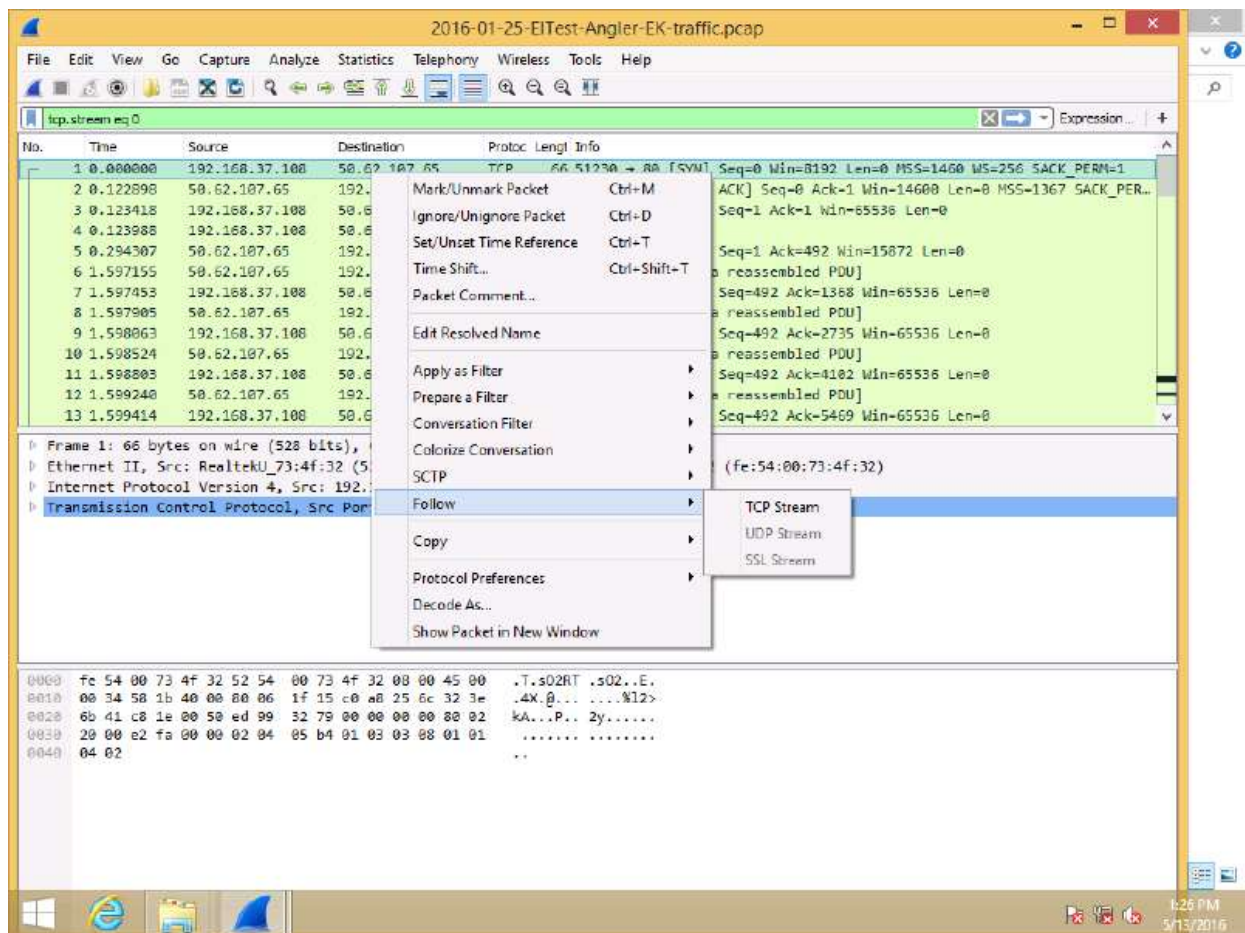 2016-01-25-ElTest-Angler-EK-traffic.pcap
File Edit View Go Capture Analyze Statistics Telephony Wireless Tools Help
tcp.stream eq 0 Expression... +
No. Time Source Destination Protoc Lengt Info
1 0.000000 192.168.37.108 50.62.107.65 TCP 66 51230 → 80 [SYN] Seq=0 Win=8192 Len=0 MSS=1460 WS=256 SACK_PERM=1
2 0.122898 50.62.107.65 192. ACK] Seq=0 Ack=1 Win=14600 Len=0 MSS=1367 SACK_PER...
3 0.123418 192.168.37.108 50.6 Seq=1 Ack=1 Win=65536 Len=0
4 0.123988 192.168.37.108 50.6
5 0.294307 50.62.107.65 192. Seq=1 Ack=492 Win=15872 Len=0
6 1.597155 50.62.107.65 192. a reassembled PDU]
7 1.597453 192.168.37.108 50.6 Seq=492 Ack=1368 Win=65536 Len=0
8 1.597905 50.62.107.65 192. a reassembled PDU]
9 1.598063 192.168.37.108 50.6 Seq=492 Ack=2735 Win=65536 Len=0
10 1.598524 50.62.107.65 192. a reassembled PDU]
11 1.598803 192.168.37.108 50.6 Seq=492 Ack=4102 Win=65536 Len=0
12 1.599240 50.62.107.65 192. a reassembled PDU]
13 1.599414 192.168.37.108 50.6 Seq=492 Ack=5469 Win=65536 Len=0
Mark/Unmark Packet Ctrl+M
Ignore/Unignore Packet Ctrl+D
Set/Unset Time Reference Ctrl+T
Time Shift... Ctrl+Shift+T
Packet Comment...
Edit Resolved Name
Apply as Filter
Prepare a Filter
Conversation Filter
Colorize Conversation
SCTP
Follow
TCP Stream
UDP Stream
SSL Stream
Copy
Protocol Preferences
Decode As...
Show Packet in New Window
Frame 1: 66 bytes on wire (528 bits),
Ethernet II, Src: RealtekU_73:4f:32 (5 (fe:54:00:73:4f:32)
Internet Protocol Version 4, Src: 192.
Transmission Control Protocol, Src Por
0000 fe 54 00 73 4f 32 52 54 00 73 4f 32 08 00 45 00 .T.sO2RT .sO2..E.
0010 00 34 58 1b 40 00 80 06 1f 15 c0 a8 25 6c 32 3e .4X.@... ....%l2>
0020 6b 41 c8 1e 00 50 ed 99 32 79 00 00 00 00 80 02 kA...P.. 2y......
0030 20 00 e2 fa 00 00 02 04 05 b4 01 03 03 08 01 01 ....... ........
0040 04 02 ..
1:26 PM
5/13/2016